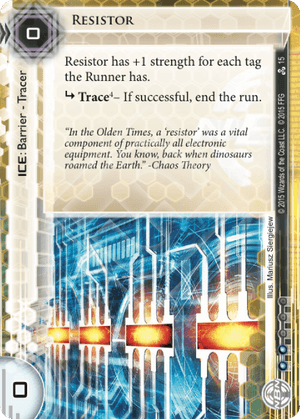 0
RESISTOR
Resistor has +1 strength for each tag
the Runner has.
Trace4– If successful, end the run.
"In the Olden Times, a 'resistor' was a vital
component of practically all electronic
equipment. You know, back when dinosaurs
roamed the Earth." -Chaos Theory
ICE: Barrier - Tracer
15
© 2015 Wizards of the Coast LLC. © 2015 FFG
Illus. Mariusz Siergiejew
0